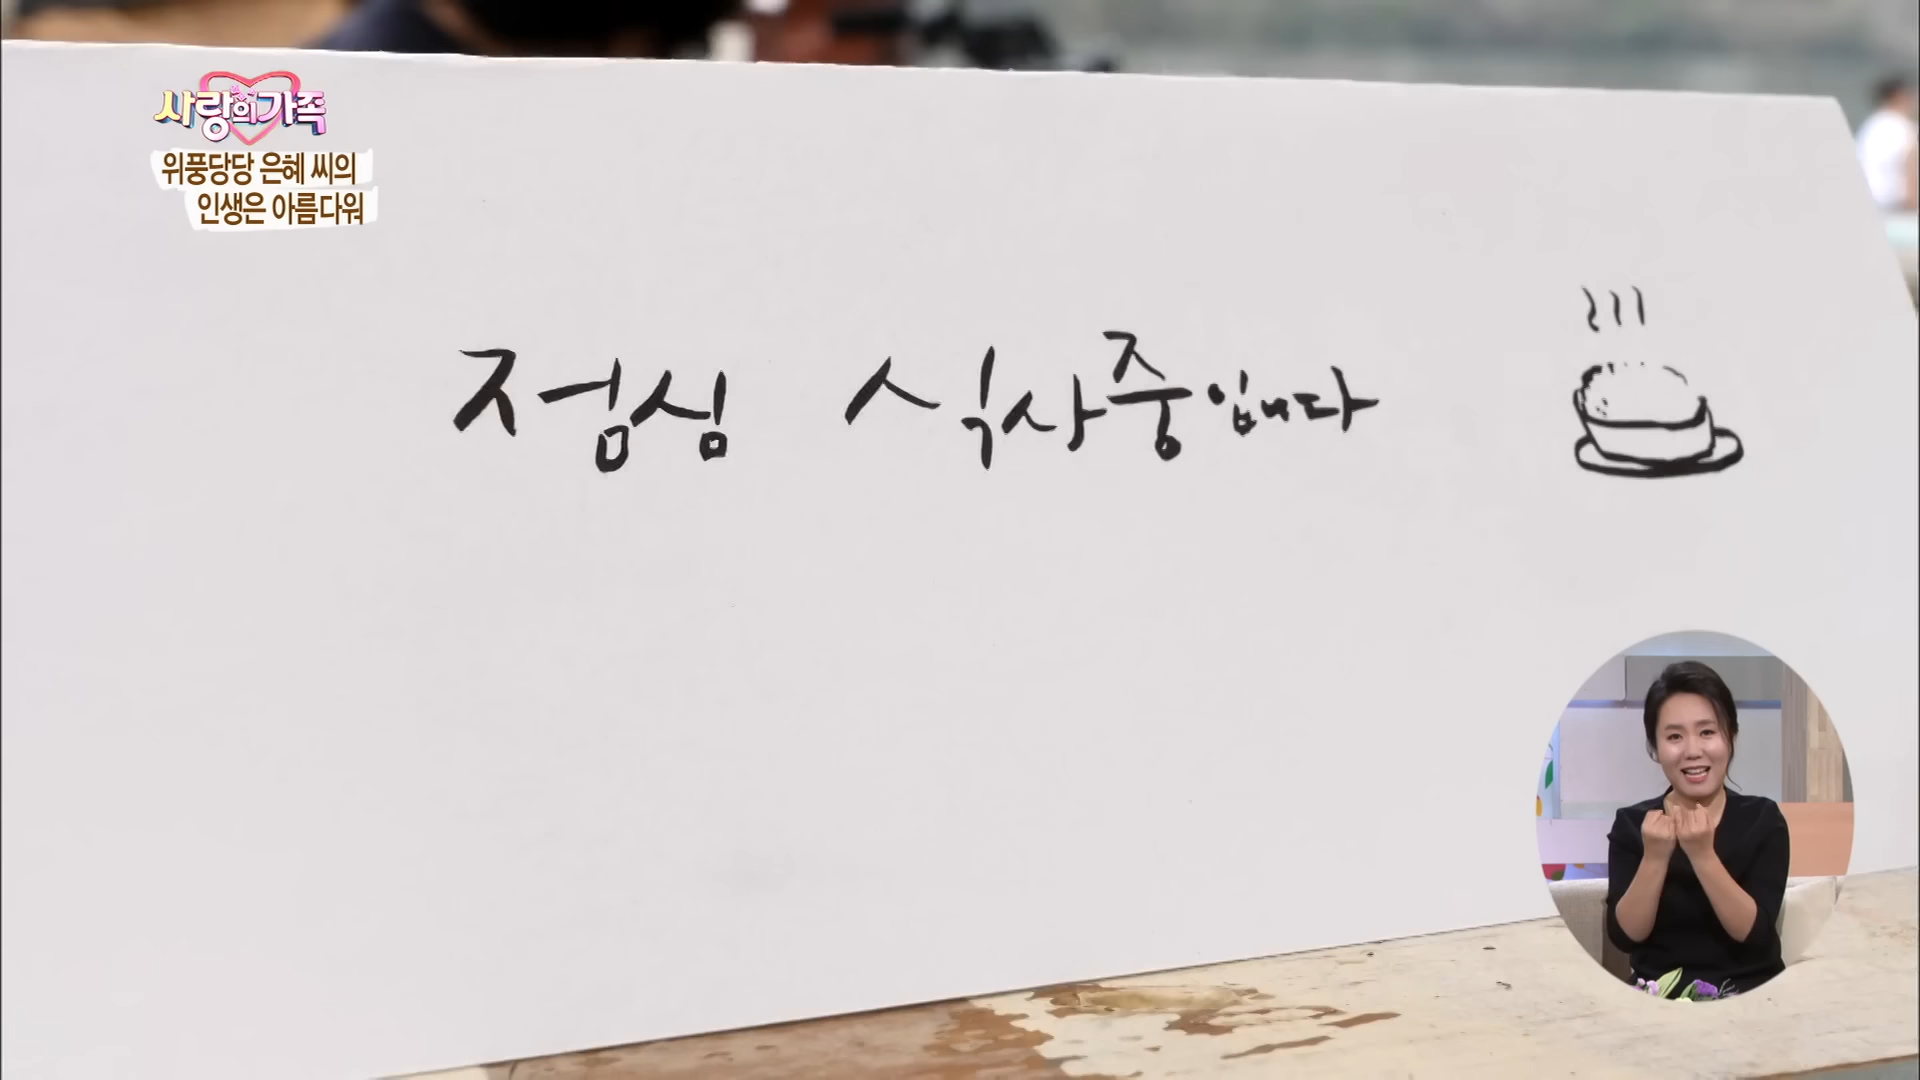 사랑의가족
위풍당당 은혜 씨의
인생은 아름다워
점심 식사중입니다